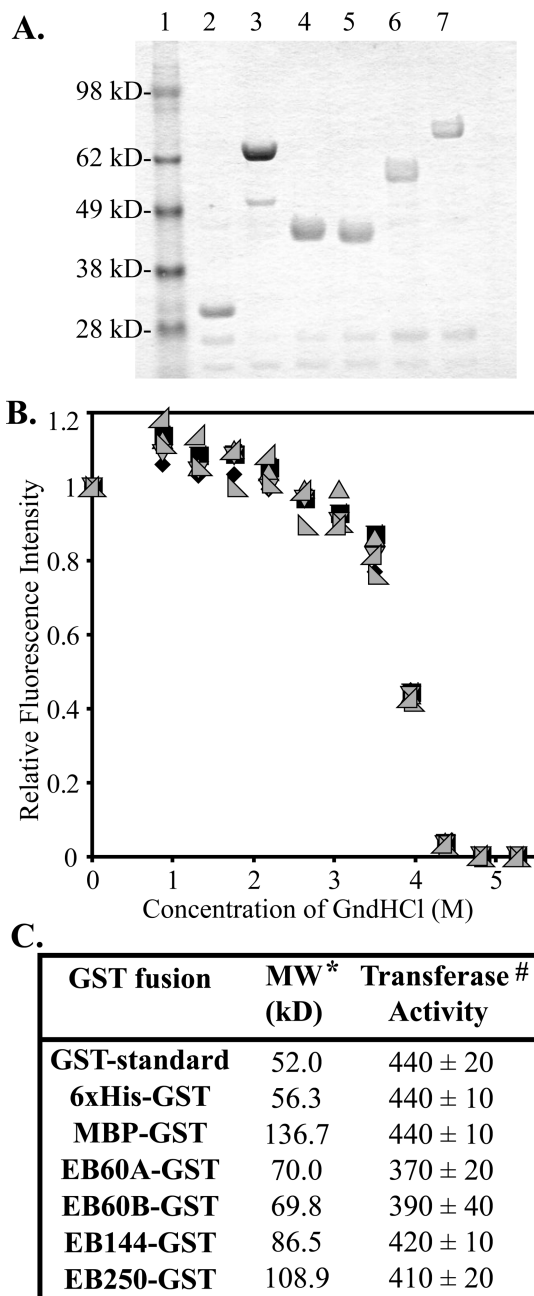 A.
1 2 3 4 5 6 7
98 kD-
62 kD-
49 kD-
38 kD-
28 kD-
B.
1.2
1
0.8
0.4
0.2
0
Relative Fluorescence Intensity
0 1 2 3 4 5
Concentration of GndHCl (M)
C.
GST fusion MW* Transferase#
(kD) Activity
GST-standard 52.0 440 ± 20
6xHis-GST 56.3 440 ± 10
MBP-GST 136.7 440 ± 10
EB60A-GST 70.0 370 ± 20
EB60B-GST 69.8 390 ± 40
EB144-GST 86.5 420 ± 10
EB250-GST 108.9 410 ± 20